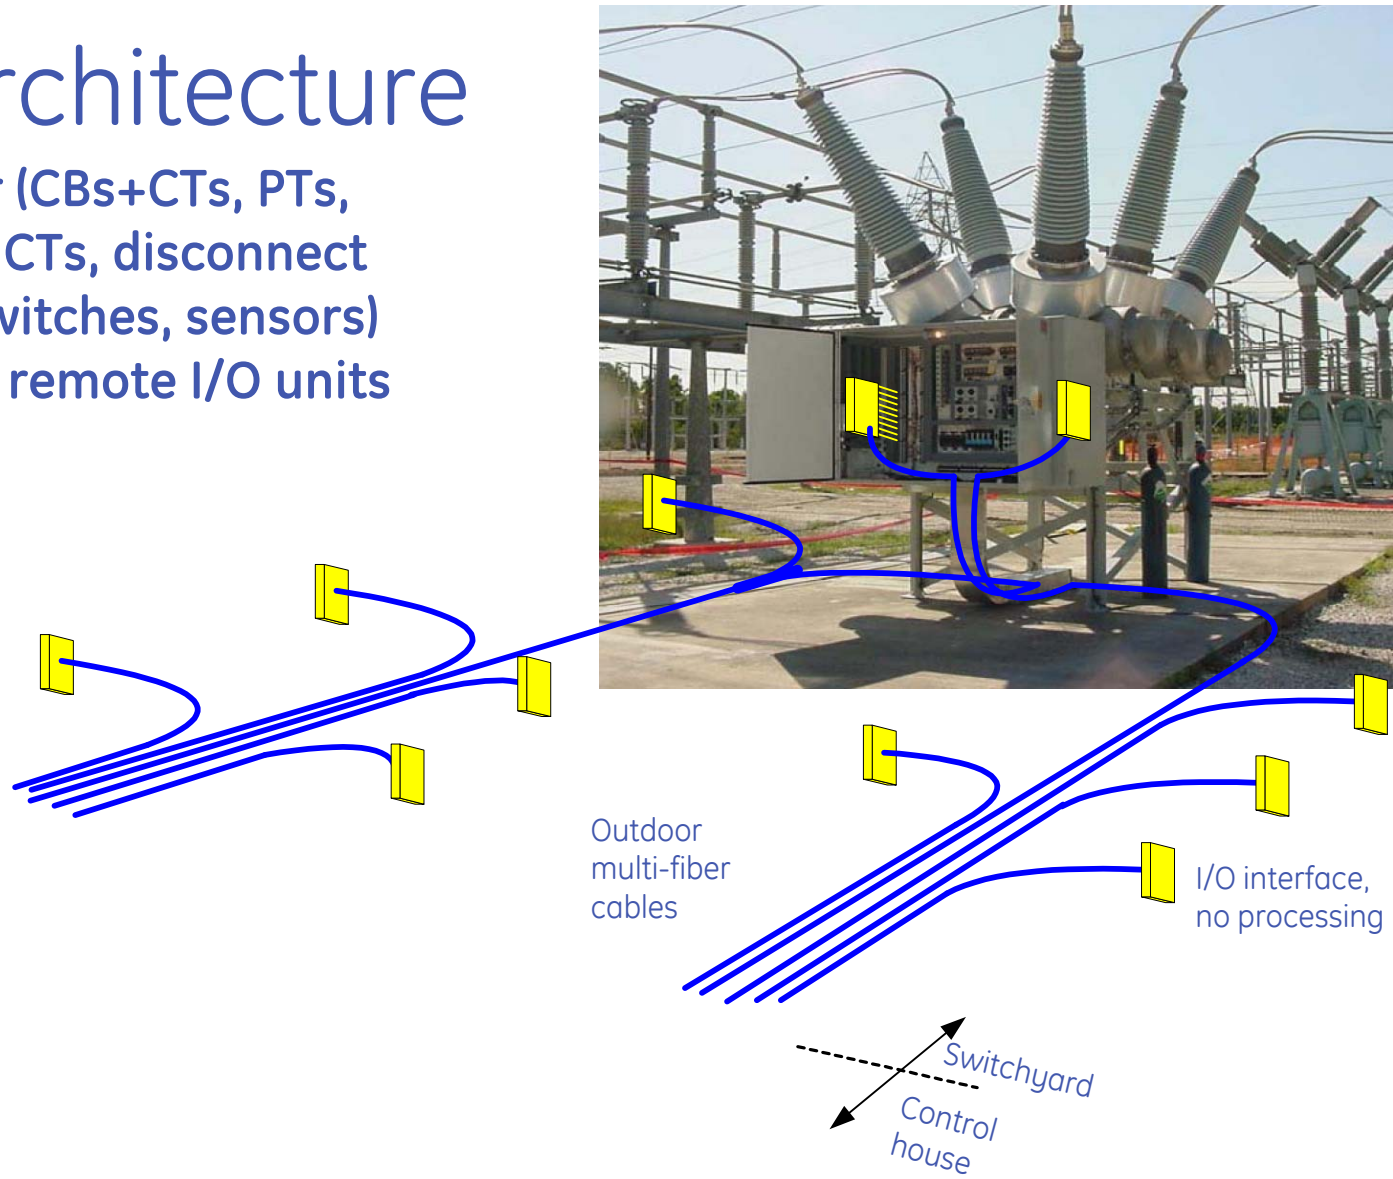 rchitecture
r (CBs+CTs, PTs,
CTs, disconnect
witches, sensors)
remote I/O units
Outdoor
multi-fiber
cables
I/O interface,
no processing
Switchyard
Control
house